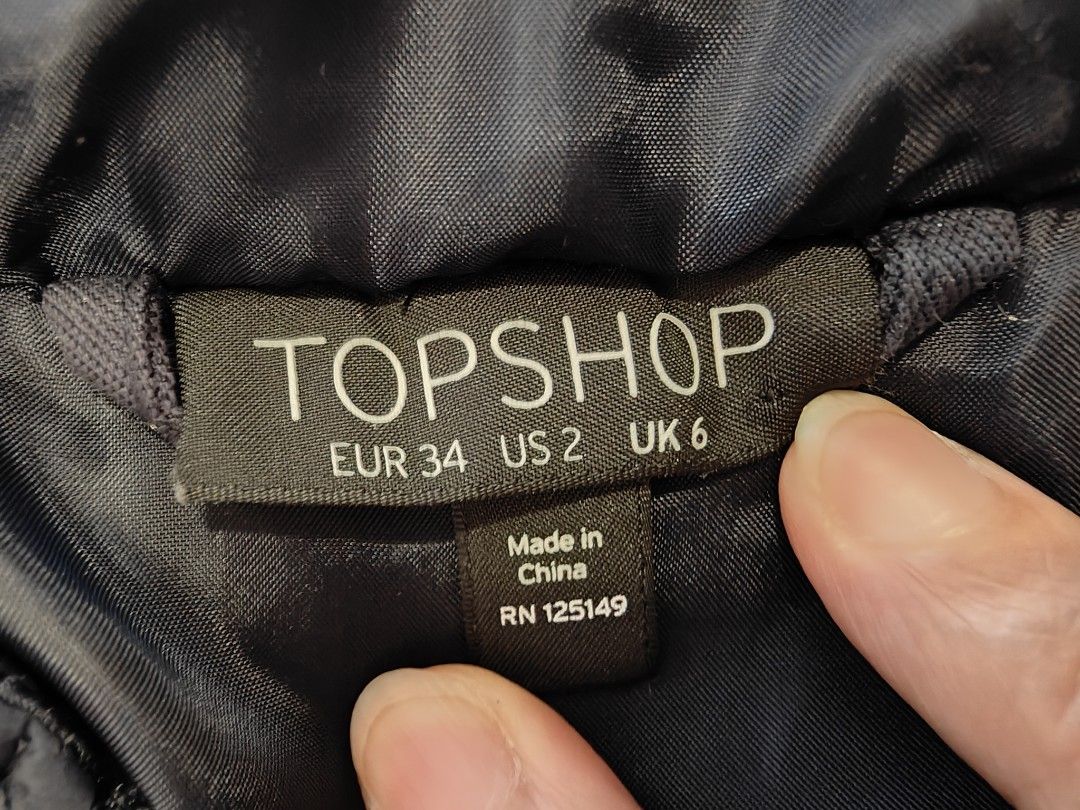 TOPSHOP
EUR 34 US 2 UK 6
Made in
China
RN 125149